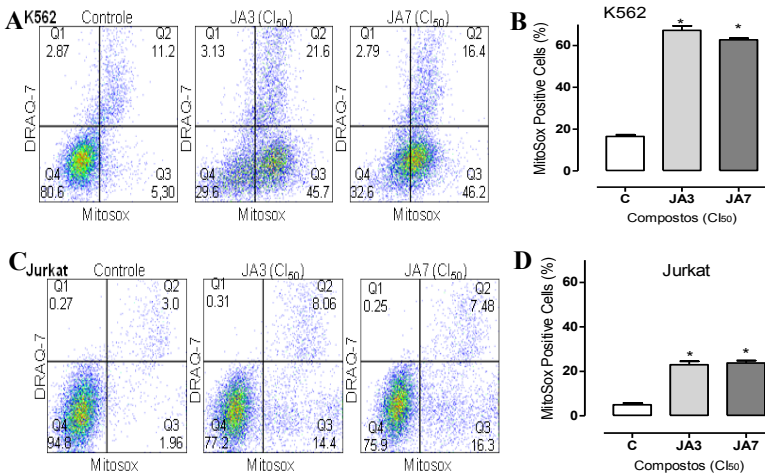 A K562
Controle
JA3 (CI50)
JA7 (CI50)
Q1
2.87
Q2
11.2
Q4
80.6
Q3
5,30
Q1
3.13
Q2
21.6
Q4
29.6
Q3
45.7
Q1
2.79
Q2
16.4
Q4
32.6
Q3
46.2
DRAQ-7
DRAQ-7
DRAQ-7
Mitosox
Mitosox
Mitosox
B
K562
MitoSox Positive Cells (%)
60
40
20
0
* *
C JA3 JA7
Compostos (CI50)
C Jurkat
Controle
JA3 (CI50)
JA7 (CI50)
Q1
0.27
Q2
3.0
Q4
94.8
Q3
1.96
Q1
0.31
Q2
8.06
Q4
77.2
Q3
14.4
Q1
0.25
Q2
7.48
Q4
75.9
Q3
16.3
DRAQ-7
DRAQ-7
DRAQ-7
Mitosox
Mitosox
Mitosox
D
Jurkat
MitoSox Positive Cells (%)
60
40
20
0
* *
C JA3 JA7
Compostos (CI50)